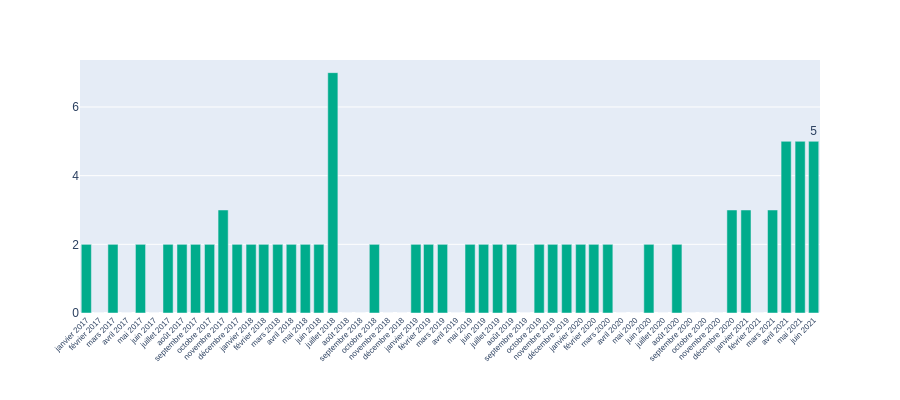 6
5
4
2
0
janvier 2017
février 2017
mars 2017
avril 2017
mai 2017
juin 2017
juillet 2017
août 2017
septembre 2017
octobre 2017
novembre 2017
décembre 2017
janvier 2018
février 2018
mars 2018
avril 2018
mai 2018
juin 2018
juillet 2018
août 2018
septembre 2018
octobre 2018
novembre 2018
décembre 2018
janvier 2019
février 2019
mars 2019
avril 2019
mai 2019
juin 2019
juillet 2019
août 2019
septembre 2019
octobre 2019
novembre 2019
décembre 2019
janvier 2020
février 2020
mars 2020
avril 2020
mai 2020
juin 2020
juillet 2020
août 2020
septembre 2020
octobre 2020
novembre 2020
décembre 2020
janvier 2021
février 2021
mars 2021
avril 2021
mai 2021
juin 2021